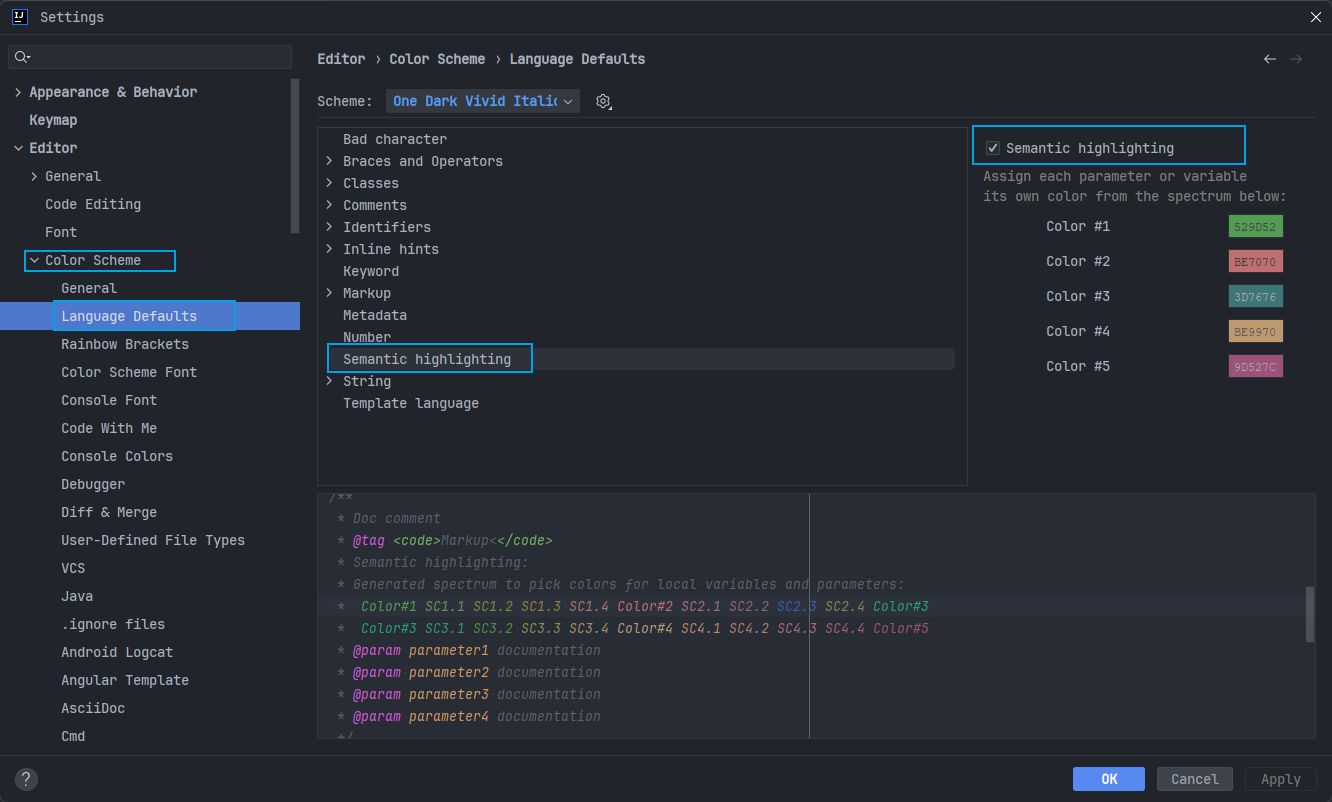 IJ Settings
Editor › Color Scheme › Language Defaults
Appearance & Behavior
Keymap
Editor
General
Code Editing
Font
Color Scheme
General
Language Defaults
Rainbow Brackets
Color Scheme Font
Console Font
Code With Me
Console Colors
Debugger
Diff & Merge
User-Defined File Types
VCS
Java
.ignore files
Android Logcat
Angular Template
AsciiDoc
Cmd
Scheme: One Dark Vivid Italic
Bad character
Braces and Operators
Classes
Comments
Identifiers
Inline hints
Keyword
Markup
Metadata
Number
Semantic highlighting
String
Template language
Semantic highlighting
Assign each parameter or variable
its own color from the spectrum below:
Color #1 529D52
Color #2 BE7070
Color #3 3D7676
Color #4 BE9970
Color #5 9D527C
/**
* Doc comment
* @tag <code>Markup<</code>
* Semantic highlighting:
* Generated spectrum to pick colors for local variables and parameters:
*  Color#1 SC1.1 SC1.2 SC1.3 SC1.4 Color#2 SC2.1 SC2.2 SC2.3 SC2.4 Color#3
*  Color#3 SC3.1 SC3.2 SC3.3 SC3.4 Color#4 SC4.1 SC4.2 SC4.3 SC4.4 Color#5
* @param parameter1 documentation
* @param parameter2 documentation
* @param parameter3 documentation
* @param parameter4 documentation
*/
? OK Cancel Apply